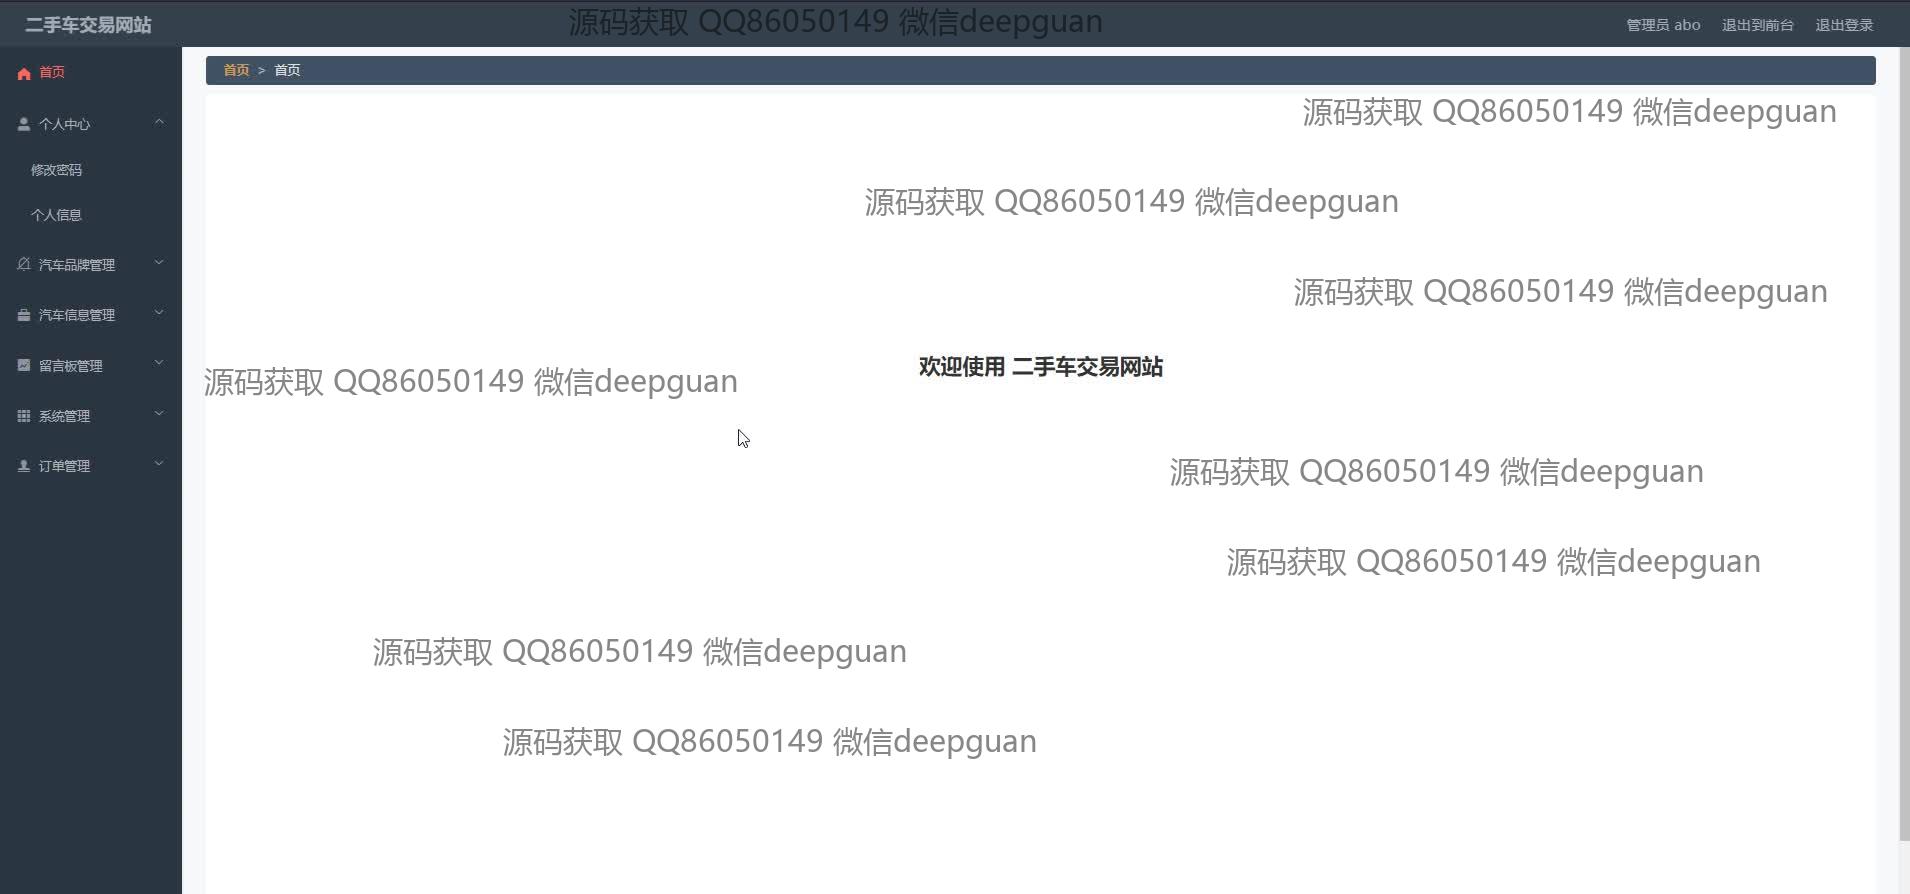 二手车交易网站
源码获取 QQ86050149 微信deepguan
管理员 abo 退出到前台 退出登录
首页
个人中心
修改密码
个人信息
汽车品牌管理
汽车信息管理
留言板管理
系统管理
订单管理
首页 > 首页
源码获取 QQ86050149 微信deepguan
源码获取 QQ86050149 微信deepguan
源码获取 QQ86050149 微信deepguan
欢迎使用 二手车交易网站
源码获取 QQ86050149 微信deepguan
源码获取 QQ86050149 微信deepguan
源码获取 QQ86050149 微信deepguan
源码获取 QQ86050149 微信deepguan
源码获取 QQ86050149 微信deepguan